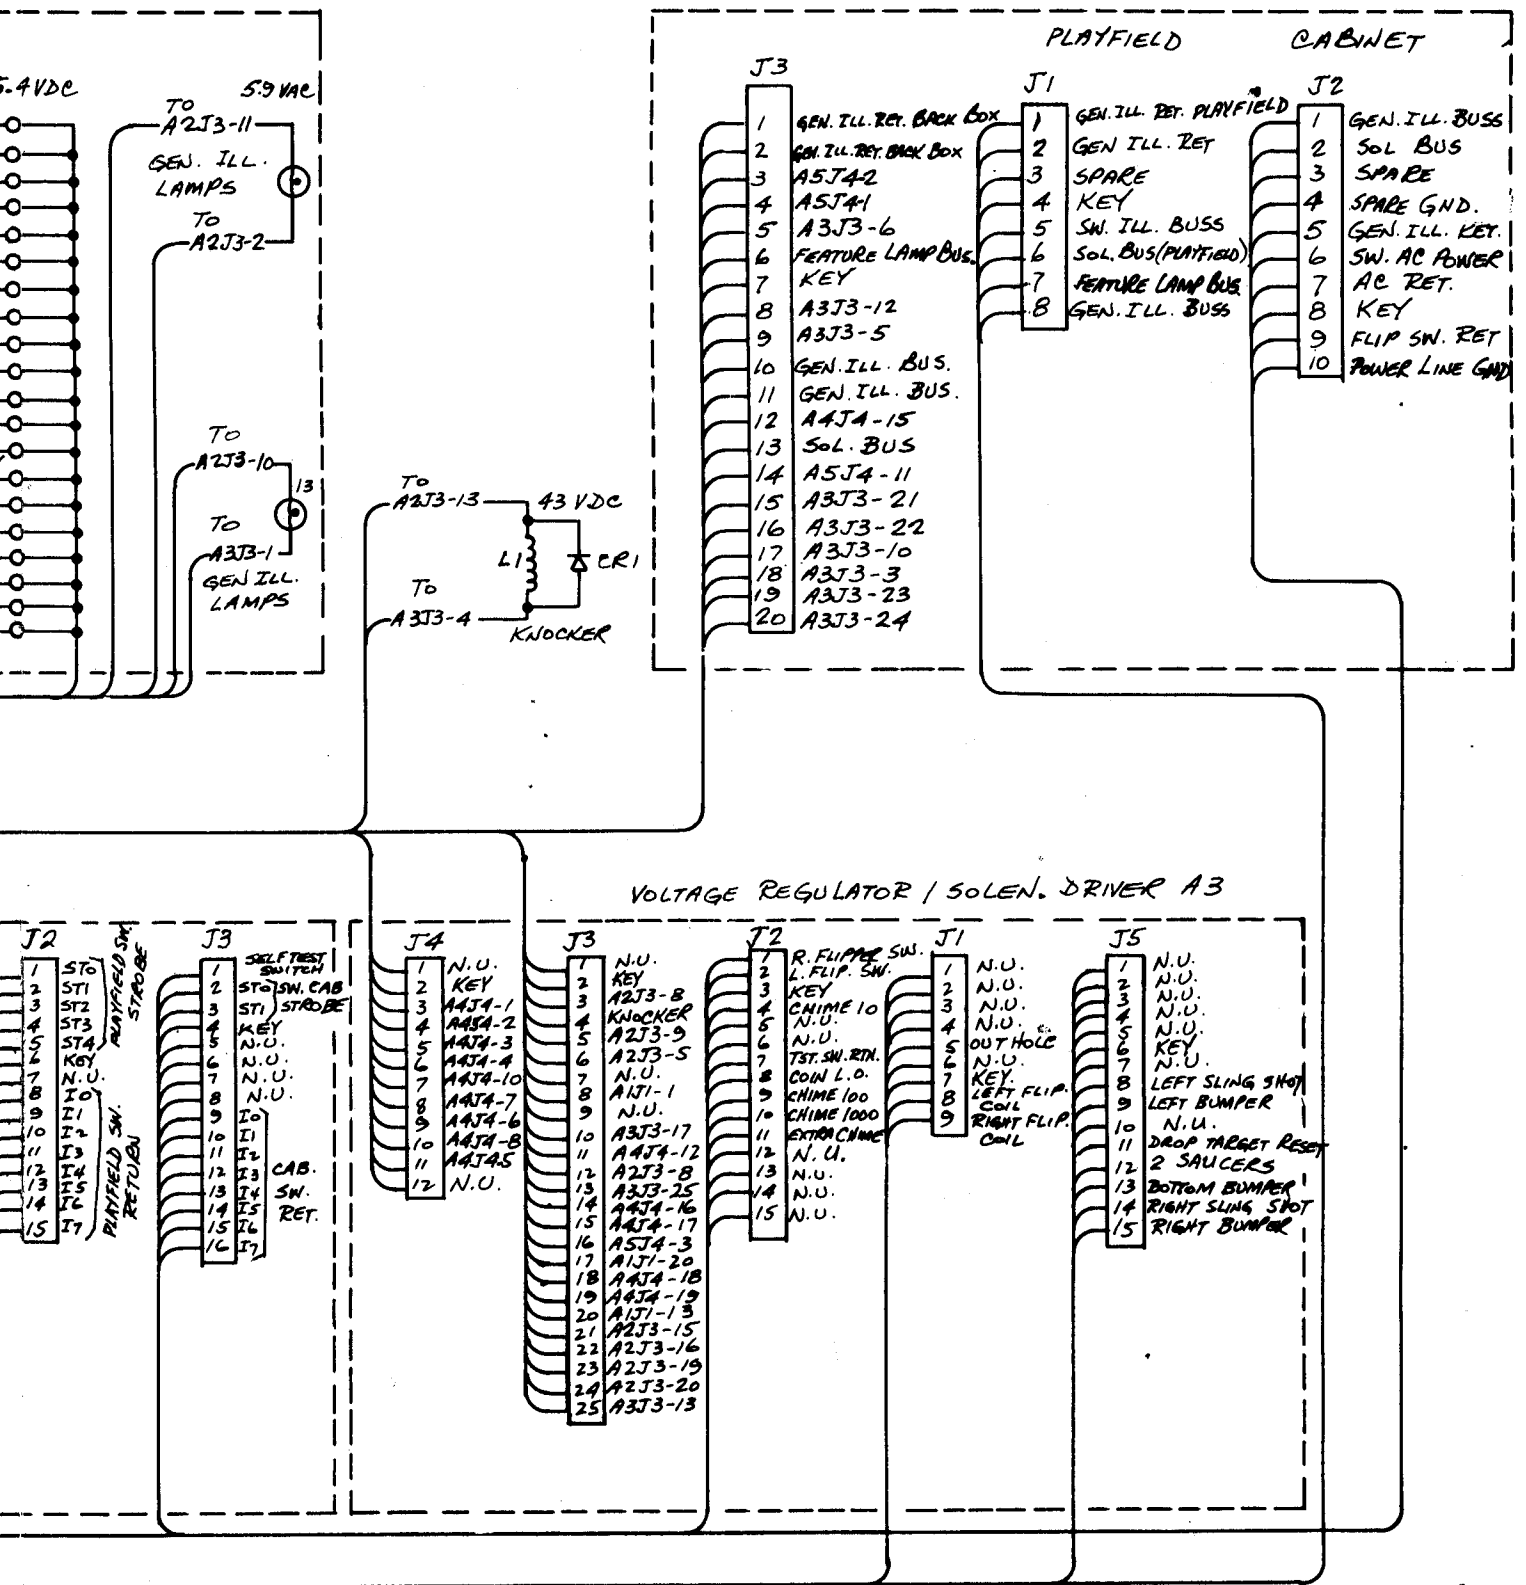 5.4VDC
5.9 VAC
TO
A2J3-11
GEN. ILL.
LAMPS
TO
A2J3-2
TO
A2J3-10
13
TO
A3J3-1
GEN ILL.
LAMPS
TO
A2J3-13
43 VDC
L1
CR1
TO
A3J3-4
KNOCKER
J3
1 GEN. ILL. RET. BACK BOX
2 GEN. ILL. RET. BACK BOX
3 A5J4-2
4 A5J4-1
5 A3J3-6
6 FEATURE LAMP BUS.
7 KEY
8 A3J3-12
9 A3J3-5
10 GEN. ILL. BUS.
11 GEN. ILL. BUS.
12 A4J4-15
13 SOL. BUS
14 A5J4-11
15 A3J3-21
16 A3J3-22
17 A3J3-10
18 A3J3-3
19 A3J3-23
20 A3J3-24
PLAYFIELD
J1
1 GEN. ILL. RET. PLAYFIELD
2 GEN ILL. RET
3 SPARE
4 KEY
5 SW. ILL. BUSS
6 SOL. BUS (PLAYFIELD)
7 FEATURE LAMP BUS.
8 GEN. ILL. BUSS
CABINET
J2
1 GEN. ILL. BUSS
2 SOL BUS
3 SPARE
4 SPARE GND.
5 GEN. ILL. KET.
6 SW. AC POWER
7 AC RET.
8 KEY
9 FLIP SW. RET
10 POWER LINE GND
VOLTAGE REGULATOR / SOLEN. DRIVER A3
J2
1 ST0
2 ST1
3 ST2
4 ST3
5 ST4
PLAYFIELD SW.
STROBE
6 KEY
7 N.U.
8 I0
9 I1
10 I2
11 I3
12 I4
13 I5
14 I6
15 I7
PLAYFIELD SW.
RETURN
J3
1 SELF TEST
SWITCH
2 ST0 SW. CAB
3 ST1 STROBE
4 KEY
5 N.U.
6 N.U.
7 N.U.
8 N.U.
9 I0
10 I1
11 I2
12 I3
13 I4
14 I5
15 I6
16 I7
CAB.
SW.
RET.
J4
1 N.U.
2 KEY
3 A4J4-1
4 A4J4-2
5 A4J4-3
6 A4J4-4
7 A4J4-10
8 A4J4-7
9 A4J4-6
10 A4J4-8
11 A4J45
12 N.U.
J3
1 N.U.
2 KEY
3 A2J3-8
4 KNOCKER
5 A2J3-9
6 A2J3-5
7 N.U.
8 A1J1-1
9 N.U.
10 A3J3-17
11 A4J4-12
12 A2J3-8
13 A3J3-25
14 A4J4-16
15 A4J4-17
16 A5J4-3
17 A1J1-20
18 A4J4-18
19 A4J4-19
20 A1J1-13
21 A2J3-15
22 A2J3-16
23 A2J3-19
24 A2J3-20
25 A3J3-13
J2
1 R. FLIPPER SW.
2 L. FLIP. SW.
3 KEY
4 CHIME 10
5 N.U.
6 N.U.
7 TST. SW. RTN.
8 COIN L.O.
9 CHIME 100
10 CHIME 1000
11 EXTRA CHIME
12 N.U.
13 N.U.
14 N.U.
15 N.U.
J1
1 N.U.
2 N.U.
3 N.U.
4 N.U.
5 OUT HOLE
6 N.U.
7 KEY.
8 LEFT FLIP.
COIL
9 RIGHT FLIP.
COIL
J5
1 N.U.
2 N.U.
3 N.U.
4 N.U.
5 N.U.
6 KEY
7 N.U.
8 LEFT SLING SHOT
9 LEFT BUMPER
10 N.U.
11 DROP TARGET RESET
12 2 SAUCERS
13 BOTTOM BUMPER
14 RIGHT SLING SHOT
15 RIGHT BUMPER